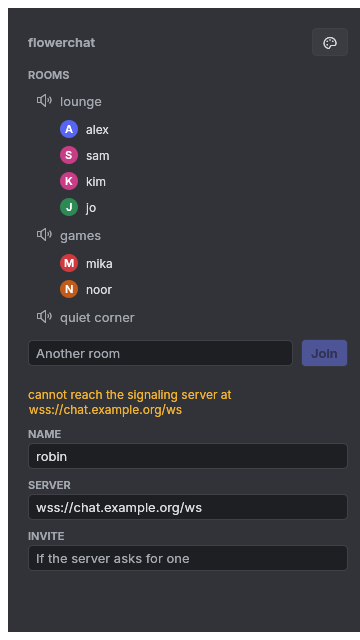 flowerchat
ROOMS
lounge
A alex
S sam
K kim
J jo
games
M mika
N noor
quiet corner
Another room Join
cannot reach the signaling server at
wss://chat.example.org/ws
NAME
robin
SERVER
wss://chat.example.org/ws
INVITE
If the server asks for one